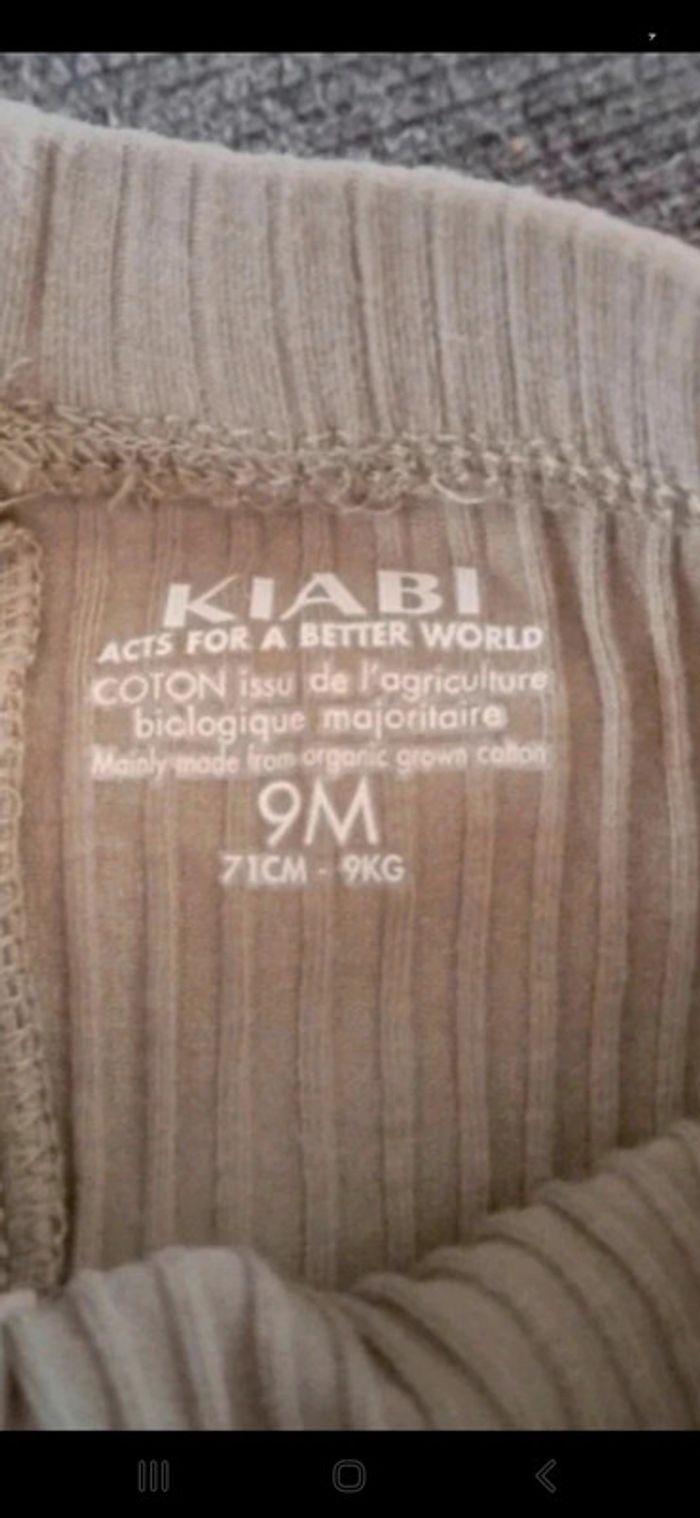 KIABI
ACTS FOR A BETTER WORLD
COTON issu de l'agriculture
biologique majoritaire
Mainly made from organic grown cotton
9M
71CM - 9KG